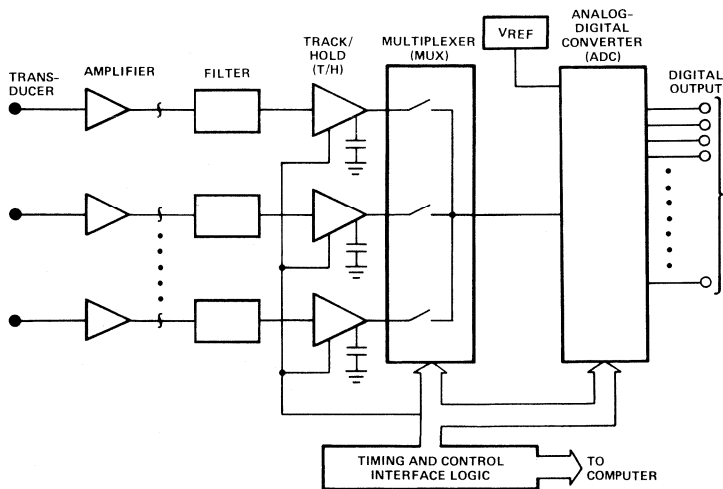 TRANS-
DUCER
AMPLIFIER
FILTER
TRACK/
HOLD
(T/H)
MULTIPLEXER
(MUX)
VREF
ANALOG-
DIGITAL
CONVERTER
(ADC)
DIGITAL
OUTPUT
TIMING AND CONTROL
INTERFACE LOGIC
TO
COMPUTER